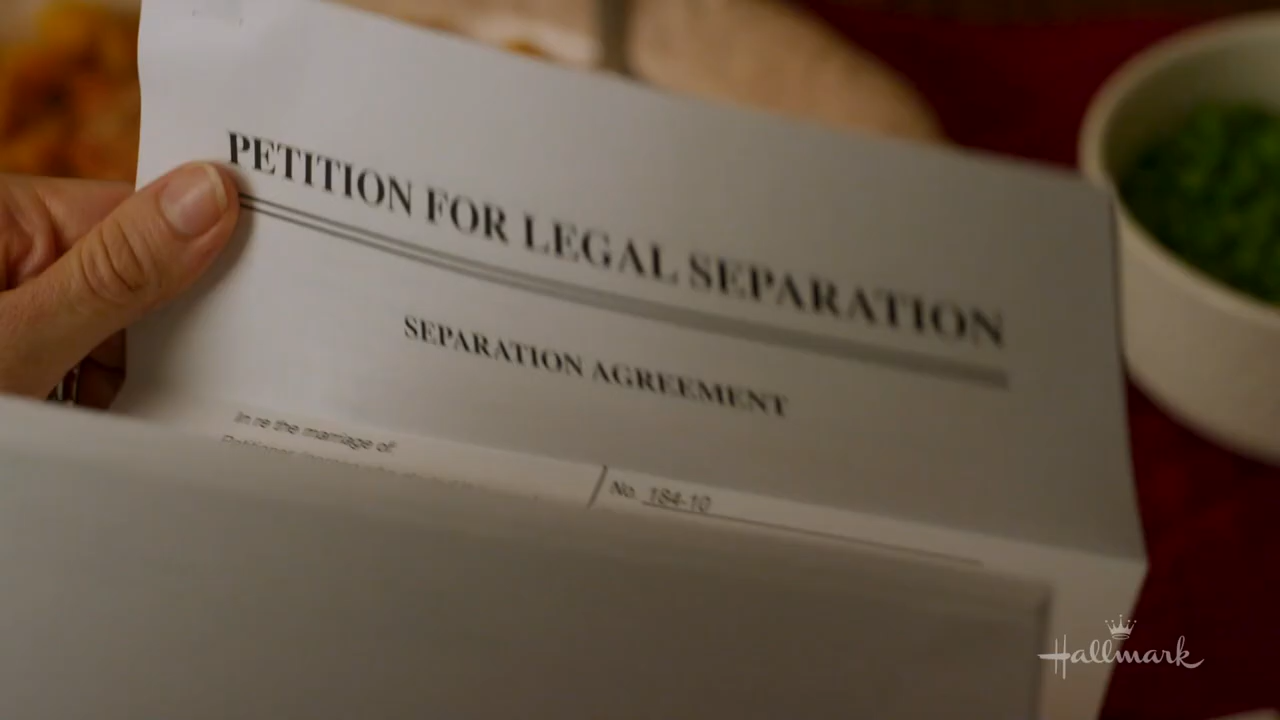 PETITION FOR LEGAL SEPARATION
SEPARATION AGREEMENT
In re the marriage of:
No. 184-10
Hallmark